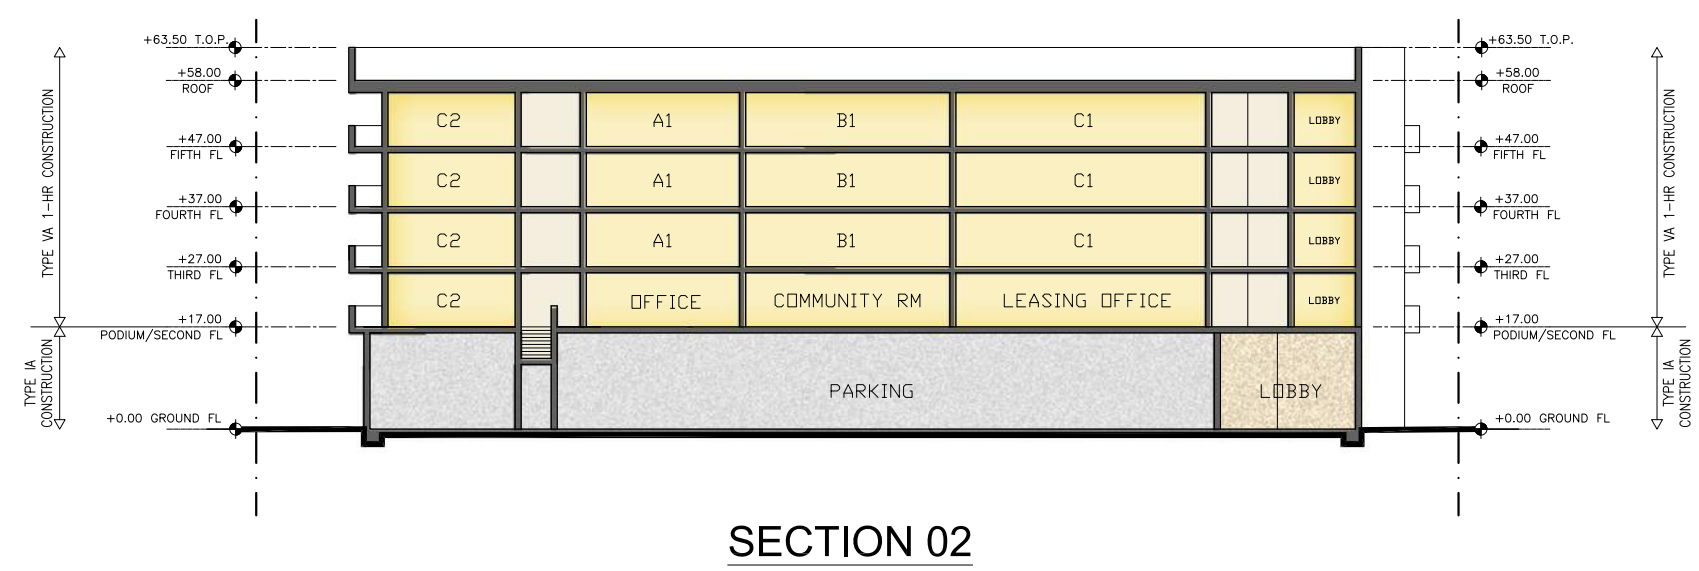 +63.50 T.O.P.
+63.50 T.O.P.
+58.00
ROOF
+58.00
ROOF
C2 A1 B1 C1 LOBBY
+47.00
FIFTH FL
+47.00
FIFTH FL
C2 A1 B1 C1 LOBBY
+37.00
FOURTH FL
+37.00
FOURTH FL
C2 A1 B1 C1 LOBBY
+27.00
THIRD FL
+27.00
THIRD FL
C2 OFFICE COMMUNITY RM LEASING OFFICE LOBBY
+17.00
PODIUM/SECOND FL
+17.00
PODIUM/SECOND FL
PARKING LOBBY
+0.00 GROUND FL
+0.00 GROUND FL
TYPE VA 1-HR CONSTRUCTION
TYPE IA
CONSTRUCTION
TYPE VA 1-HR CONSTRUCTION
TYPE IA
CONSTRUCTION
SECTION 02